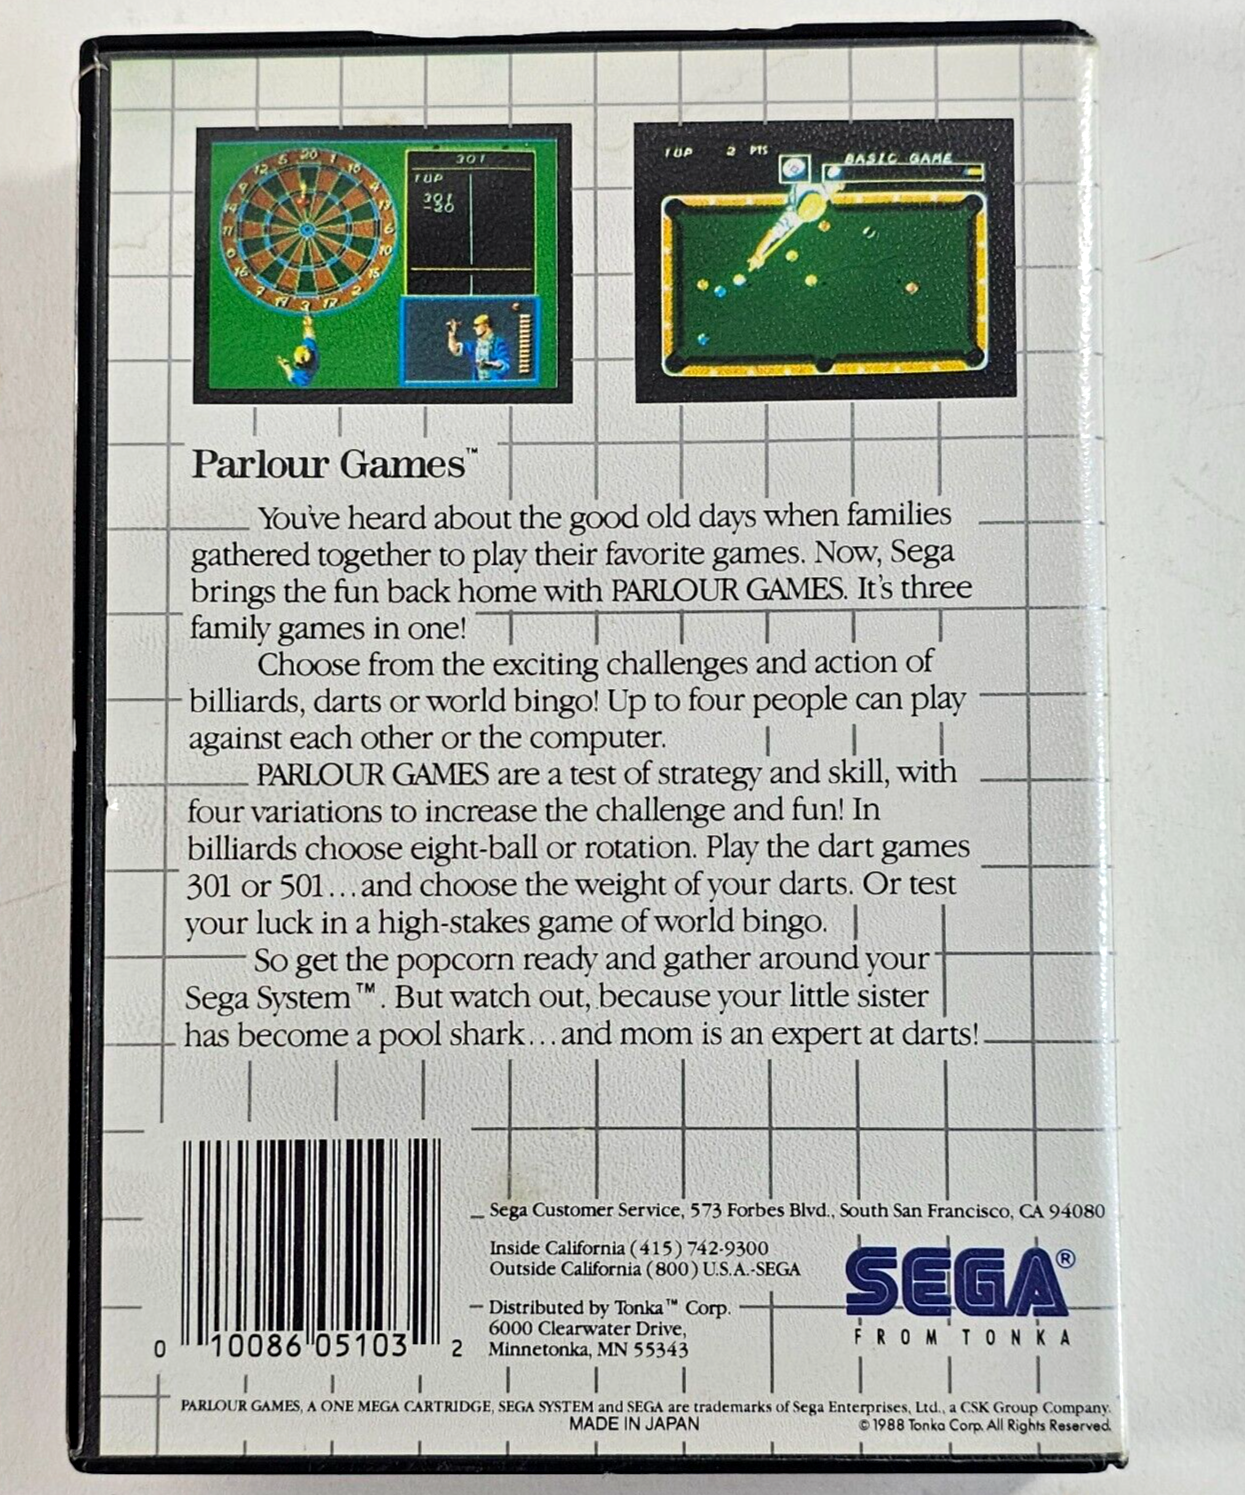 301
1UP
301
-20
20
1UP 2 PTS
BASIC GAME
Parlour Games™
You've heard about the good old days when families
gathered together to play their favorite games. Now, Sega
brings the fun back home with PARLOUR GAMES. It's three
family games in one!
Choose from the exciting challenges and action of
billiards, darts or world bingo! Up to four people can play
against each other or the computer.
PARLOUR GAMES are a test of strategy and skill, with
four variations to increase the challenge and fun! In
billiards choose eight-ball or rotation. Play the dart games
301 or 501...and choose the weight of your darts. Or test
your luck in a high-stakes game of world bingo.
So get the popcorn ready and gather around your
Sega System™. But watch out, because your little sister
has become a pool shark...and mom is an expert at darts!
0 10086 05103 2
Sega Customer Service, 573 Forbes Blvd., South San Francisco, CA 94080
Inside California (415) 742-9300
Outside California (800) U.S.A.-SEGA
Distributed by Tonka™ Corp.
6000 Clearwater Drive,
Minnetonka, MN 55343
SEGA®
FROM TONKA
PARLOUR GAMES, A ONE MEGA CARTRIDGE, SEGA SYSTEM and SEGA are trademarks of Sega Enterprises, Ltd., a CSK Group Company.
MADE IN JAPAN
© 1988 Tonka Corp. All Rights Reserved.